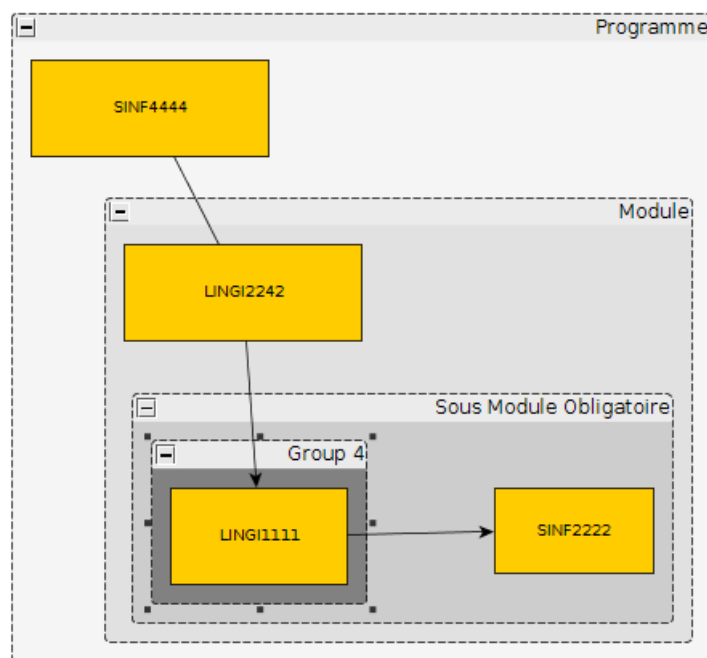 Programme
SINF4444
Module
LINGI2242
Sous Module Obligatoire
Group 4
LINGI1111
SINF2222